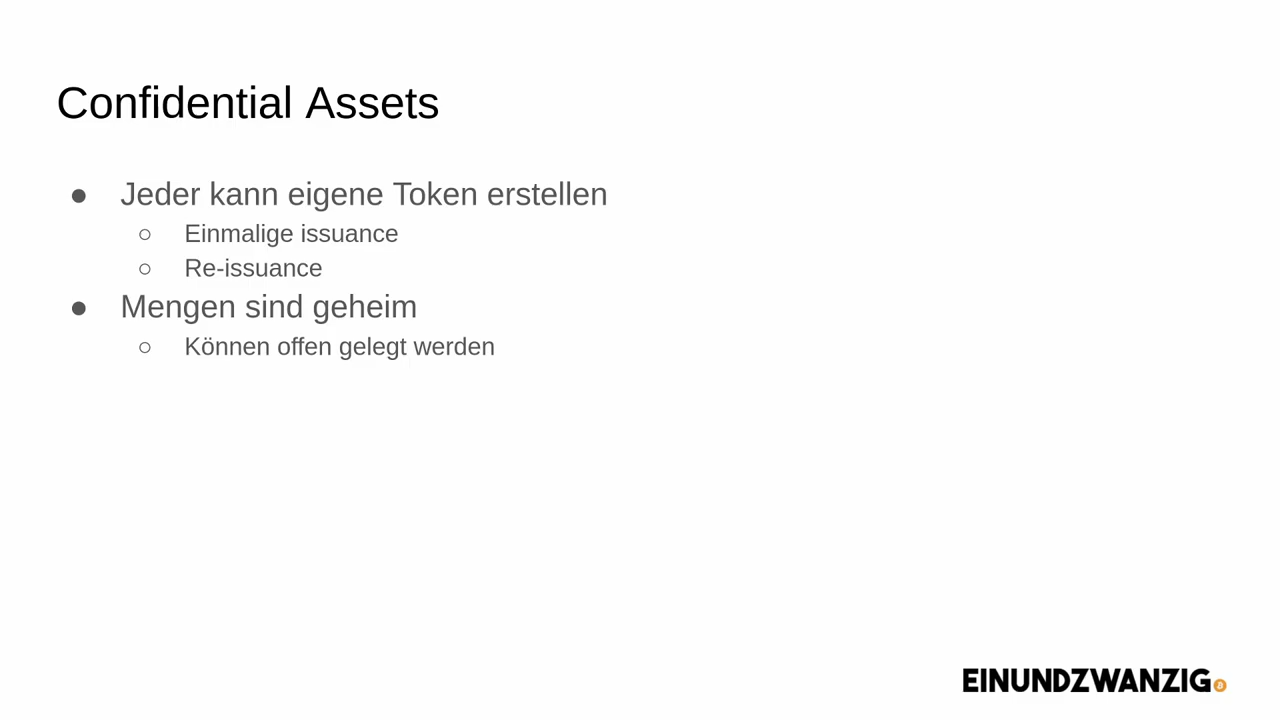 Confidential Assets
● Jeder kann eigene Token erstellen
○ Einmalige issuance
○ Re-issuance
● Mengen sind geheim
○ Können offen gelegt werden
EINUNDZWANZIG